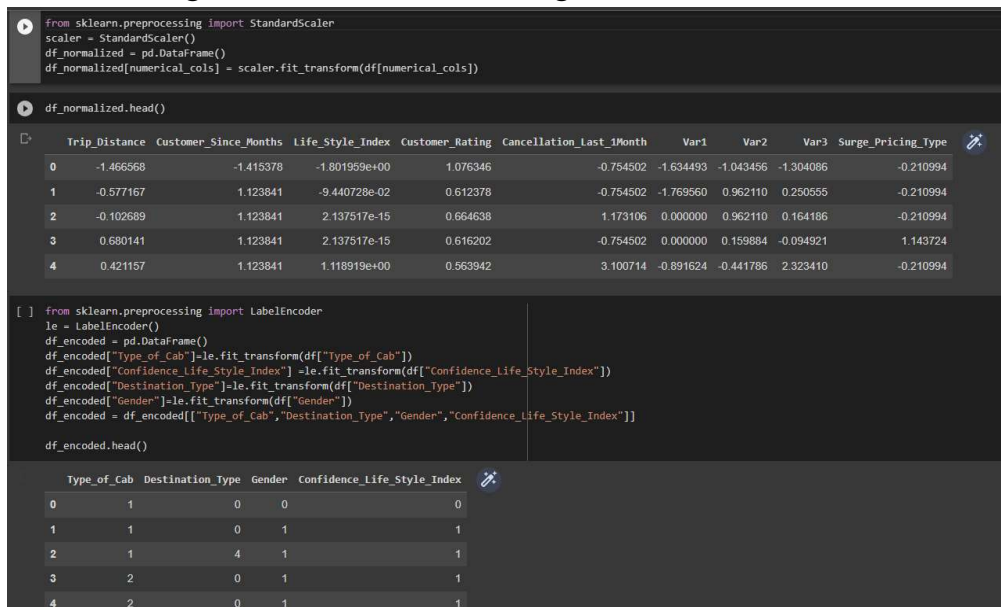 from sklearn.preprocessing import StandardScaler
scaler = StandardScaler()
df_normalized = pd.DataFrame()
df_normalized[numerical_cols] = scaler.fit_transform(df[numerical_cols])
df_normalized.head()
Trip_Distance Customer_Since_Months Life_Style_Index Customer_Rating Cancellation_Last_1Month Var1 Var2 Var3 Surge_Pricing_Type
0 -1.466568 -1.415378 -1.801959e+00 1.076346 -0.754502 -1.634493 -1.043456 -1.304086 -0.210994
1 -0.577167 1.123841 -9.440728e-02 0.612378 -0.754502 -1.769560 0.962110 0.250555 -0.210994
2 -0.102689 1.123841 2.137517e-15 0.664638 1.173106 0.000000 0.962110 0.164186 -0.210994
3 0.680141 1.123841 2.137517e-15 0.616202 -0.754502 0.000000 0.159884 -0.094921 1.143724
4 0.421157 1.123841 1.118919e+00 0.563942 3.100714 -0.891624 -0.441786 2.323410 -0.210994
[ ] from sklearn.preprocessing import LabelEncoder
le = LabelEncoder()
df_encoded = pd.DataFrame()
df_encoded["Type_of_Cab"]=le.fit_transform(df["Type_of_Cab"])
df_encoded["Confidence_Life_Style_Index"] =le.fit_transform(df["Confidence_Life_Style_Index"])
df_encoded["Destination_Type"]=le.fit_transform(df["Destination_Type"])
df_encoded["Gender"]=le.fit_transform(df["Gender"])
df_encoded = df_encoded[["Type_of_Cab","Destination_Type","Gender","Confidence_Life_Style_Index"]]
df_encoded.head()
Type_of_Cab Destination_Type Gender Confidence_Life_Style_Index
0 1 0 0 0
1 1 0 1 1
2 1 4 1 1
3 2 0 1 1
4 2 0 1 1